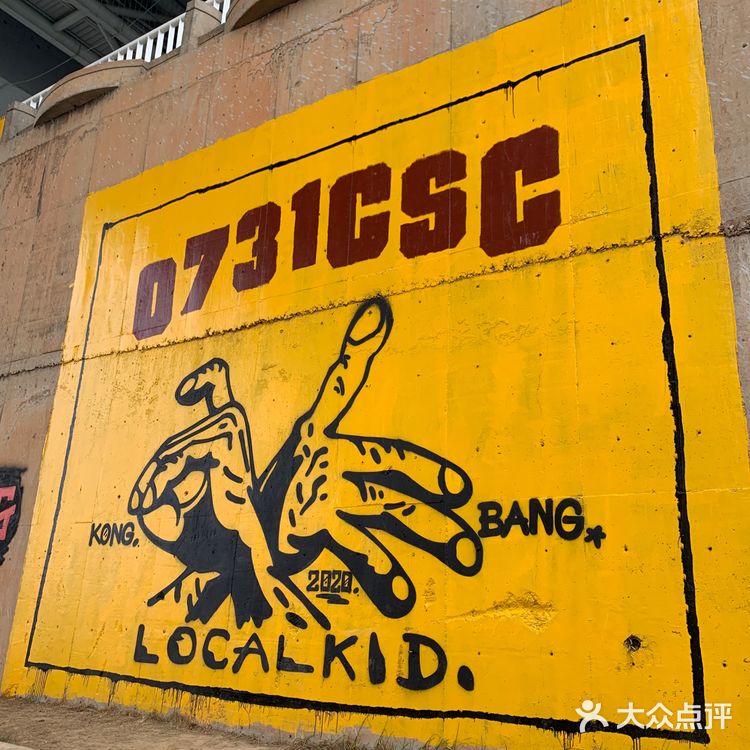 0731CSC
KONG.
BANG.
2020.
LOCALKID.
大众点评